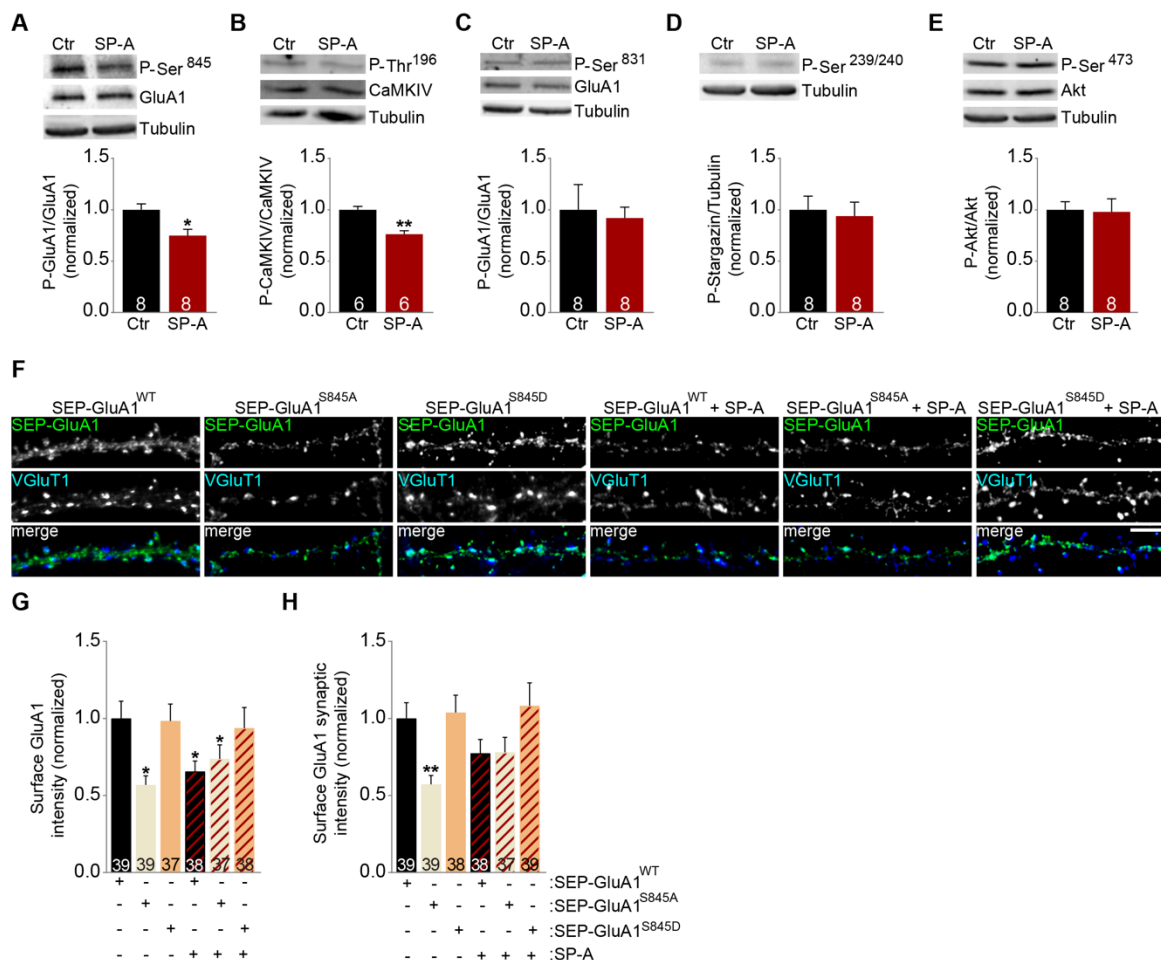 A
Ctr SP-A
P-Ser845
GluA1
Tubulin
P-GluA1/GluA1
(normalized)
1.5
1.0
0.5
0.0
*
8 8
Ctr SP-A
B
Ctr SP-A
P-Thr196
CaMKIV
Tubulin
P-CaMKIV/CaMKIV
(normalized)
1.5
1.0
0.5
0.0
**
6 6
Ctr SP-A
C
Ctr SP-A
P-Ser831
GluA1
Tubulin
P-GluA1/GluA1
(normalized)
1.5
1.0
0.5
0.0
8 8
Ctr SP-A
D
Ctr SP-A
P-Ser239/240
Tubulin
P-Stargazin/Tubulin
(normalized)
1.5
1.0
0.5
0.0
8 8
Ctr SP-A
E
Ctr SP-A
P-Ser473
Akt
Tubulin
P-Akt/Akt
(normalized)
1.5
1.0
0.5
0.0
8 8
Ctr SP-A
F
SEP-GluA1WT SEP-GluA1S845A SEP-GluA1S845D SEP-GluA1WT + SP-A SEP-GluA1S845A + SP-A SEP-GluA1S845D + SP-A
SEP-GluA1 SEP-GluA1 SEP-GluA1 SEP-GluA1 SEP-GluA1 SEP-GluA1
VGluT1 VGluT1 VGluT1 VGluT1 VGluT1 VGluT1
merge merge merge merge merge merge
G
Surface GluA1
intensity (normalized)
1.5
1.0
0.5
0.0
* * *
39 39 37 38 37 38
+ - - + - -
- + - - + -
- - + - - +
- - - + + +
H
Surface GluA1 synaptic
intensity (normalized)
1.5
1.0
0.5
0.0
**
39 39 38 38 37 39
+ - - + - - :SEP-GluA1WT
- + - - + - :SEP-GluA1S845A
- - + - - + :SEP-GluA1S845D
- - - + + + :SP-A